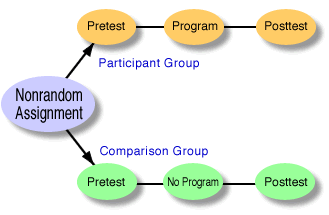 Pretest Program Posttest
Participant Group
Nonrandom
Assignment
Comparison Group
Pretest No Program Posttest